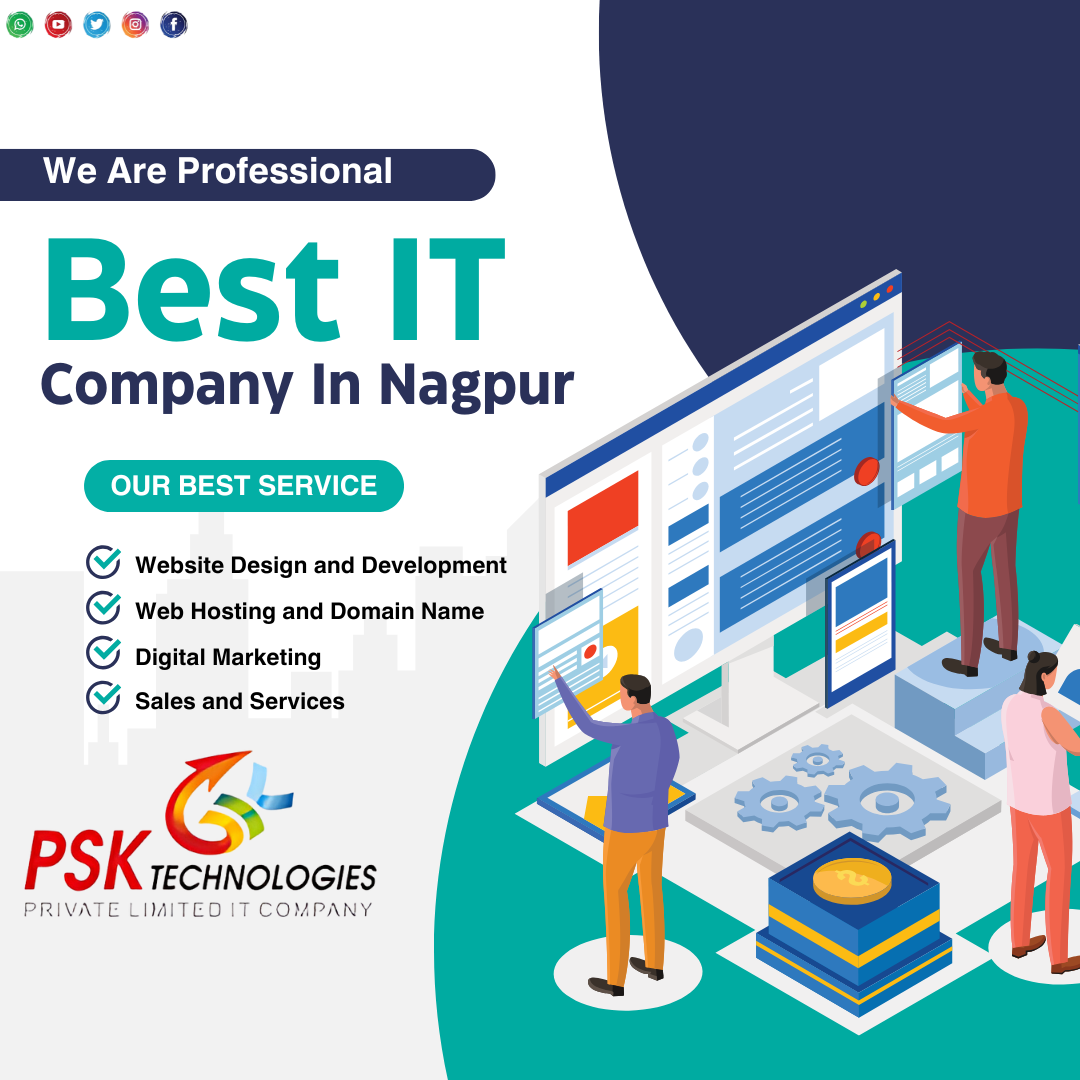 We Are Professional
Best IT
Company In Nagpur
OUR BEST SERVICE
Website Design and Development
Web Hosting and Domain Name
Digital Marketing
Sales and Services
PSK TECHNOLOGIES
PRIVATE LIMITED IT COMPANY